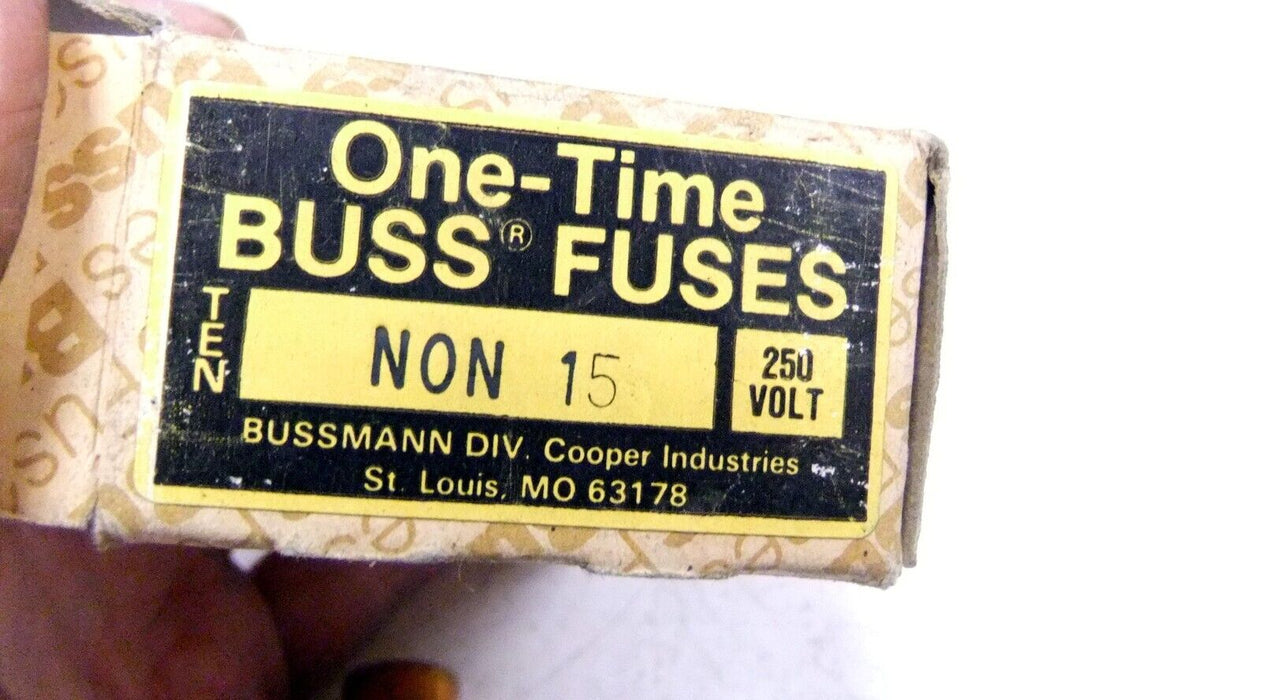 One-Time
BUSS® FUSES
TEN
NON 15
250
VOLT
BUSSMANN DIV. Cooper Industries
St. Louis, MO 63178